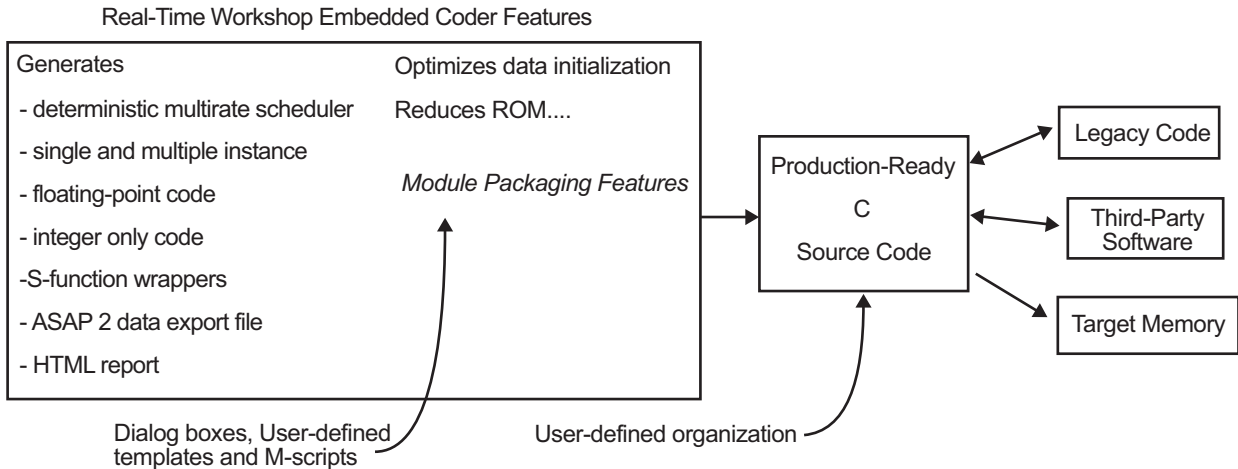 Real-Time Workshop Embedded Coder Features
Generates
- deterministic multirate scheduler
- single and multiple instance
- floating-point code
- integer only code
-S-function wrappers
- ASAP 2 data export file
- HTML report
Optimizes data initialization
Reduces ROM....
Module Packaging Features
Production-Ready
C
Source Code
Legacy Code
Third-Party
Software
Target Memory
Dialog boxes, User-defined
templates and M-scripts
User-defined organization